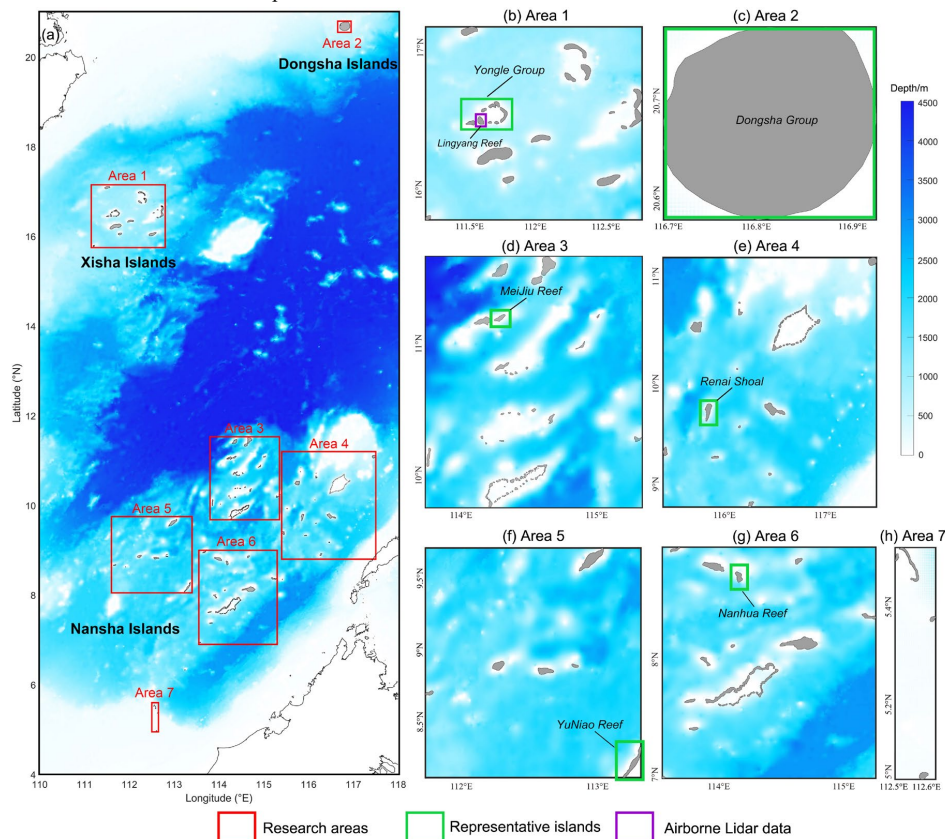 (a)
Area 2
Dongsha Islands
Area 1
Xisha Islands
Area 3
Area 4
Area 5
Area 6
Nansha Islands
Area 7
20
18
16
14
12
10
8
6
4
Latitude (°N)
110 111 112 113 114 115 116 117 118
Longitude (°E)
(b) Area 1
Yongle Group
Lingyang Reef
17°N
16°N
111.5°E 112°E 112.5°E
(c) Area 2
Dongsha Group
20.7°N
20.6°N
116.7°E 116.8°E 116.9°E
Depth/m
4500
4000
3500
3000
2500
2000
1500
1000
500
0
(d) Area 3
MeiJiu Reef
11°N
10°N
114°E 115°E
(e) Area 4
Renai Shoal
11°N
10°N
9°N
116°E 117°E
(f) Area 5
YuNiao Reef
9.5°N
9°N
8.5°N
112°E 113°E
(g) Area 6
Nanhua Reef
8°N
7°N
114°E 115°E
(h) Area 7
5.4°N
5.2°N
5°N
112.5°E 112.6°E
Research areas
Representative islands
Airborne Lidar data